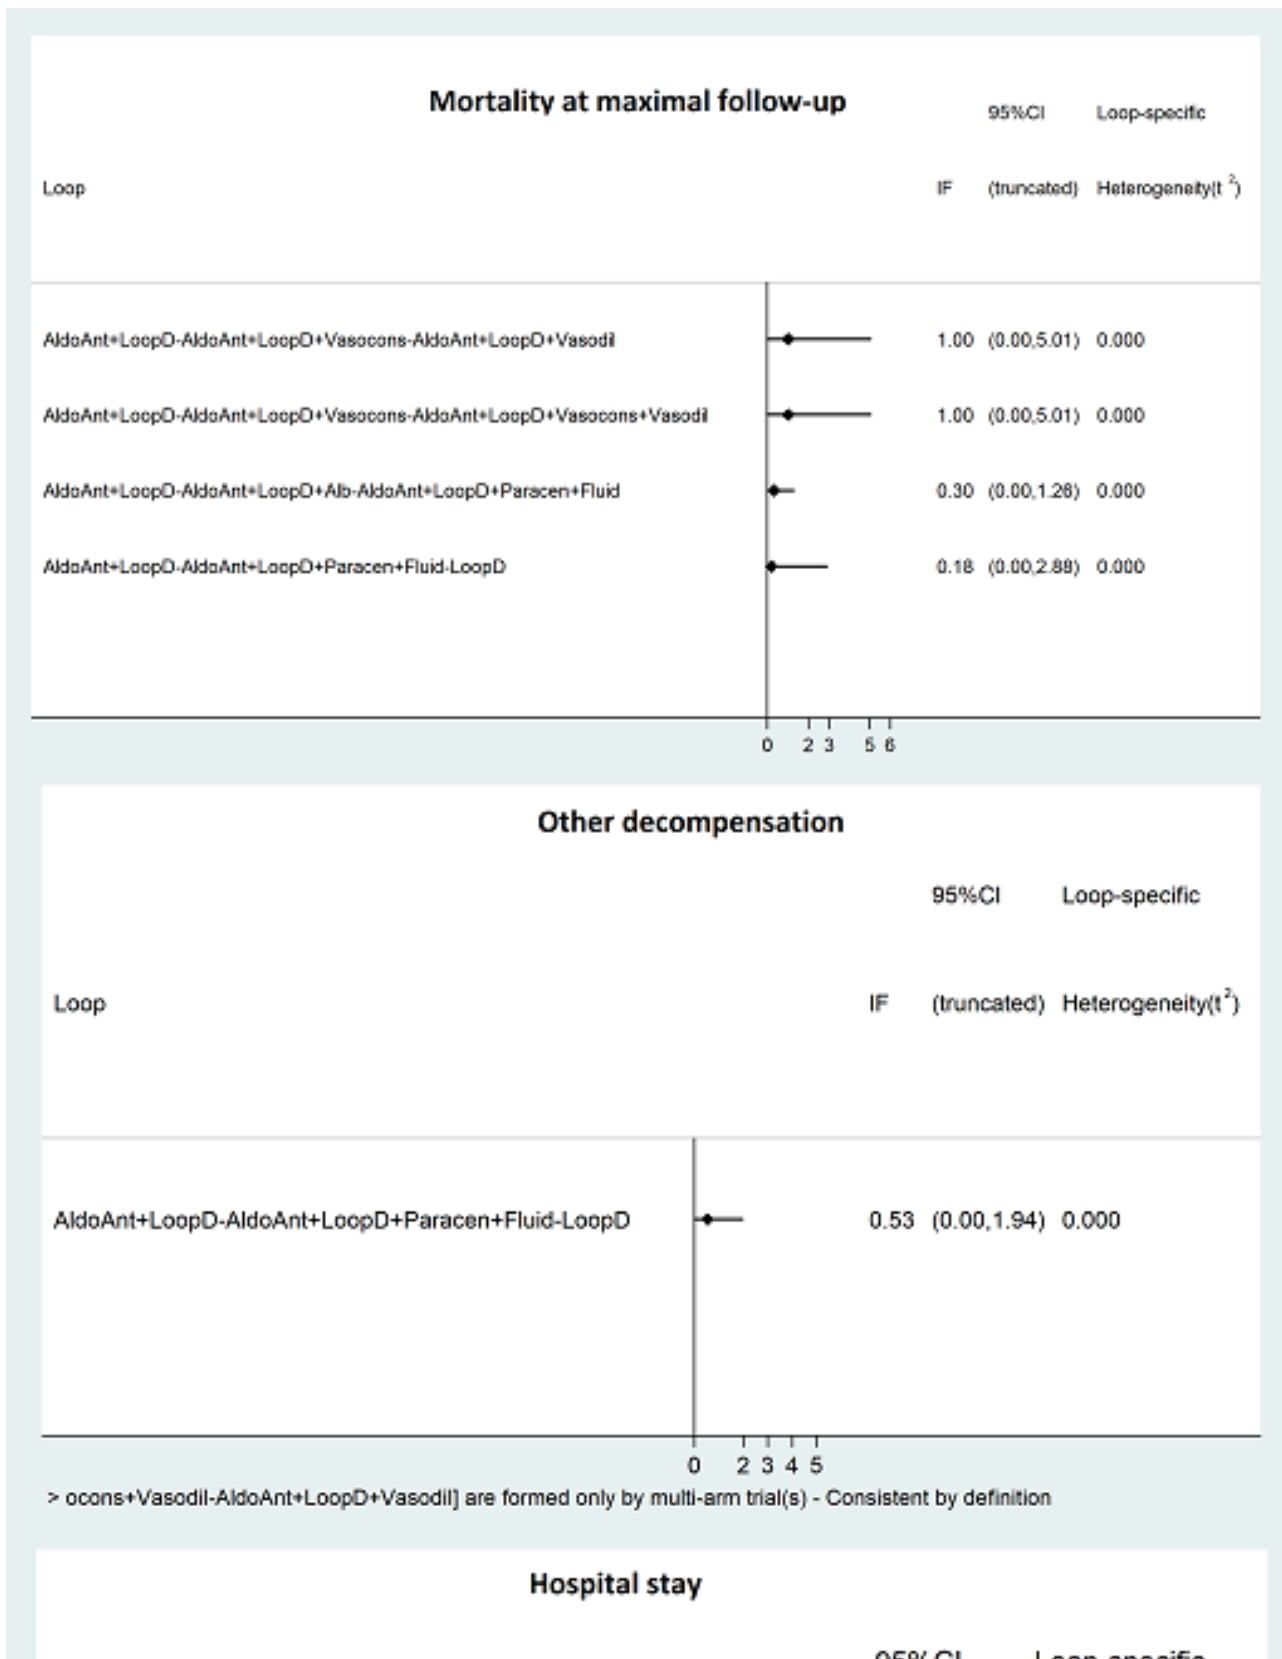 Mortality at maximal follow-up
95%CI Loop-specific
Loop IF (truncated) Heterogeneity(t²)
AldoAnt+LoopD-AldoAnt+LoopD+Vasocons-AldoAnt+LoopD+Vasodil 1.00 (0.00,5.01) 0.000
AldoAnt+LoopD-AldoAnt+LoopD+Vasocons-AldoAnt+LoopD+Vasocons+Vasodil 1.00 (0.00,5.01) 0.000
AldoAnt+LoopD-AldoAnt+LoopD+Alb-AldoAnt+LoopD+Paracen+Fluid 0.30 (0.00,1.26) 0.000
AldoAnt+LoopD-AldoAnt+LoopD+Paracen+Fluid-LoopD 0.18 (0.00,2.88) 0.000
0 2 3 5 6
Other decompensation
95%CI Loop-specific
Loop IF (truncated) Heterogeneity(t²)
AldoAnt+LoopD-AldoAnt+LoopD+Paracen+Fluid-LoopD 0.53 (0.00,1.94) 0.000
0 2 3 4 5
> ocons+Vasodil-AldoAnt+LoopD+Vasodil] are formed only by multi-arm trial(s) - Consistent by definition
Hospital stay
95%CI Loop-specific